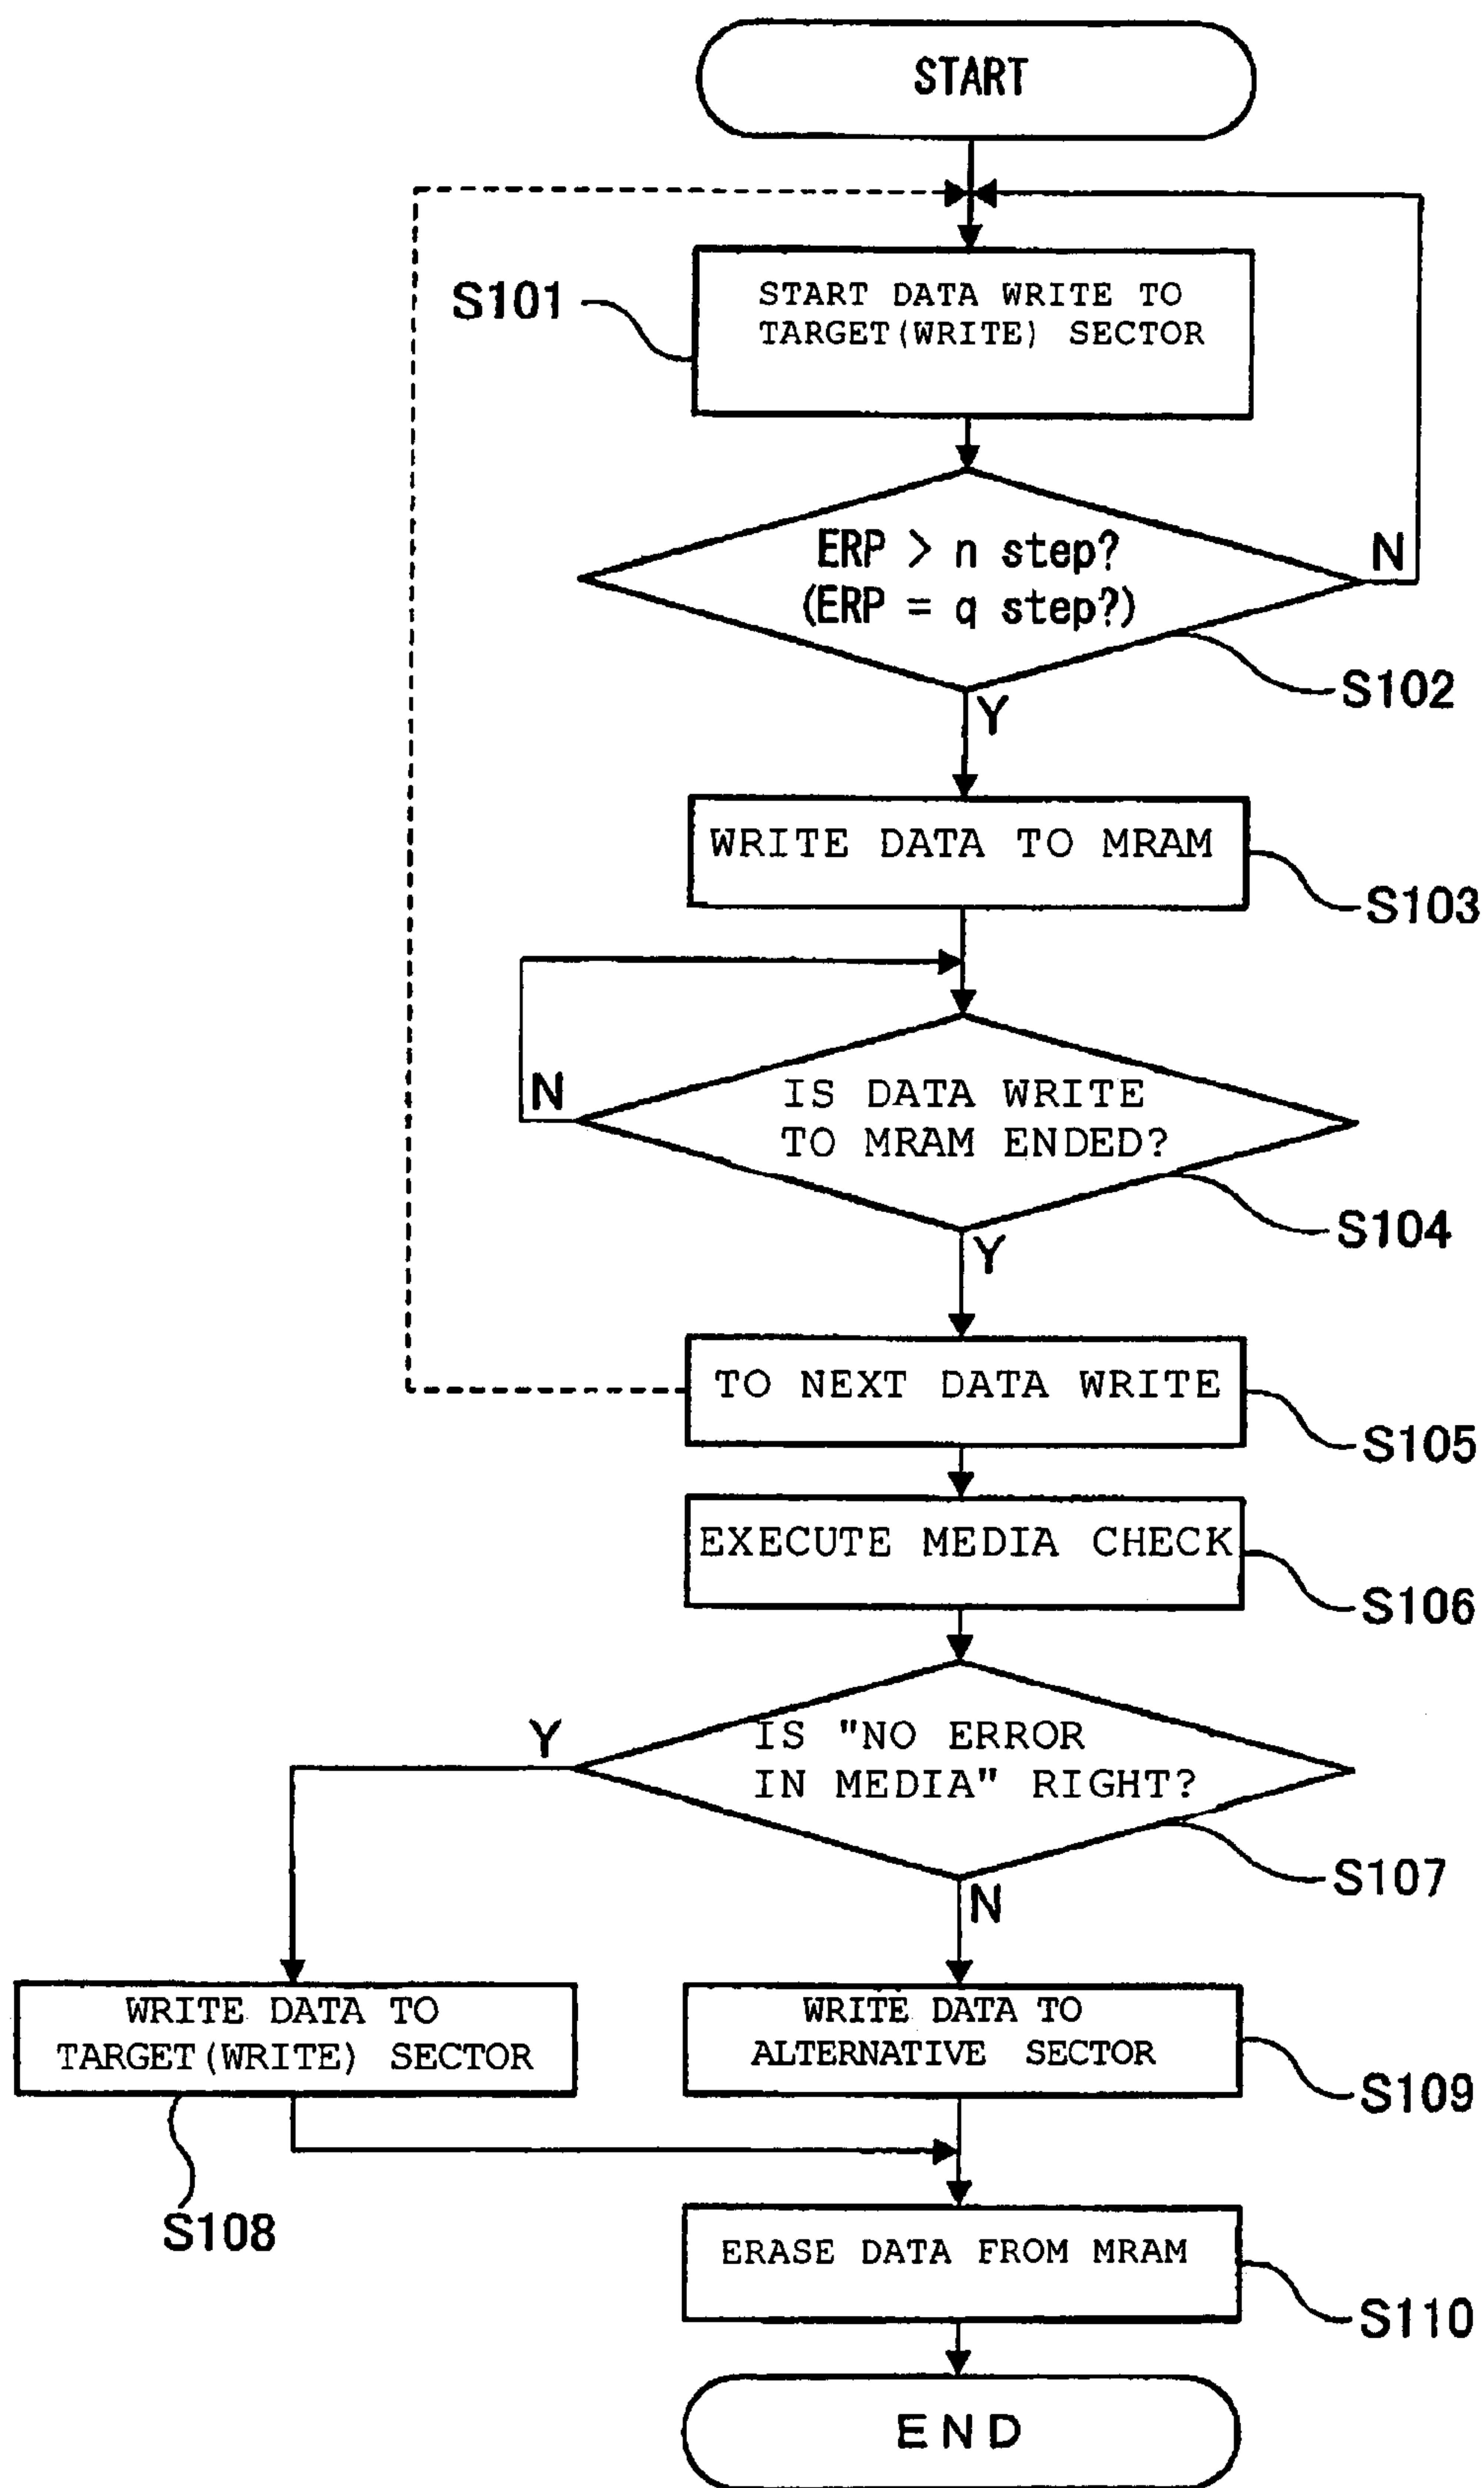 START
S101
START DATA WRITE TO
TARGET(WRITE) SECTOR
ERP > n step?
(ERP = q step?)
N
S102
Y
WRITE DATA TO MRAM
S103
N
IS DATA WRITE
TO MRAM ENDED?
S104
Y
TO NEXT DATA WRITE
S105
EXECUTE MEDIA CHECK
S106
Y
IS "NO ERROR
IN MEDIA" RIGHT?
S107
N
WRITE DATA TO
TARGET(WRITE) SECTOR
S108
WRITE DATA TO
ALTERNATIVE SECTOR
S109
ERASE DATA FROM MRAM
S110
END